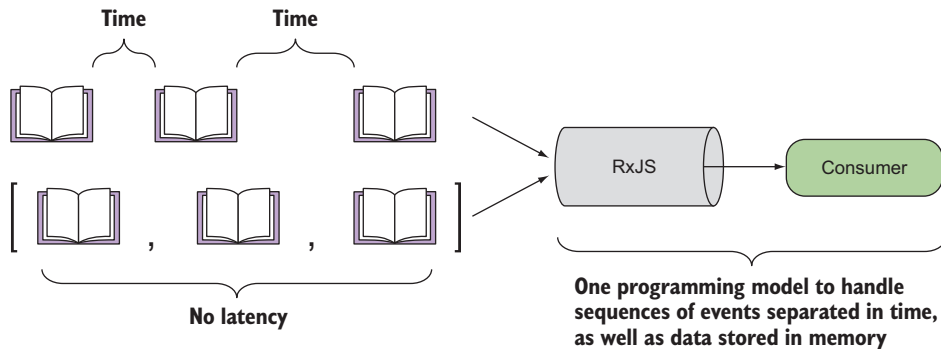 Time Time
[ , , ]
No latency
RxJS
Consumer
One programming model to handle
sequences of events separated in time,
as well as data stored in memory